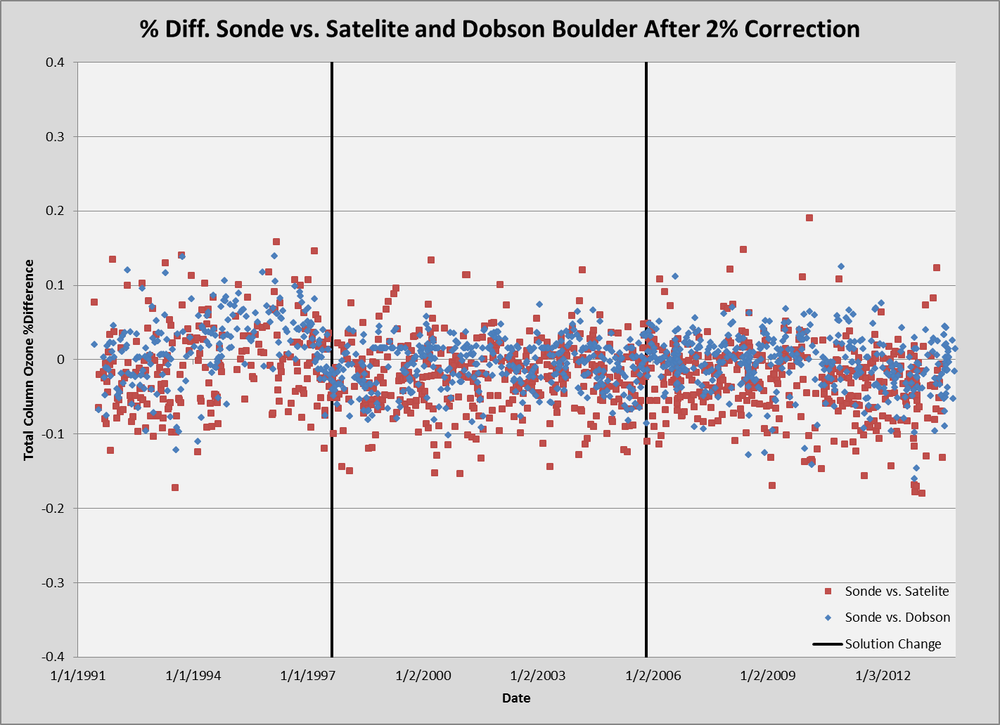 % Diff. Sonde vs. Satelite and Dobson Boulder After 2% Correction
0.4
0.3
0.2
0.1
0
-0.1
-0.2
-0.3
-0.4
Total Column Ozone %Difference
Sonde vs. Satelite
Sonde vs. Dobson
Solution Change
1/1/1991 1/1/1994 1/1/1997 1/2/2000 1/2/2003 1/2/2006 1/2/2009 1/3/2012
Date